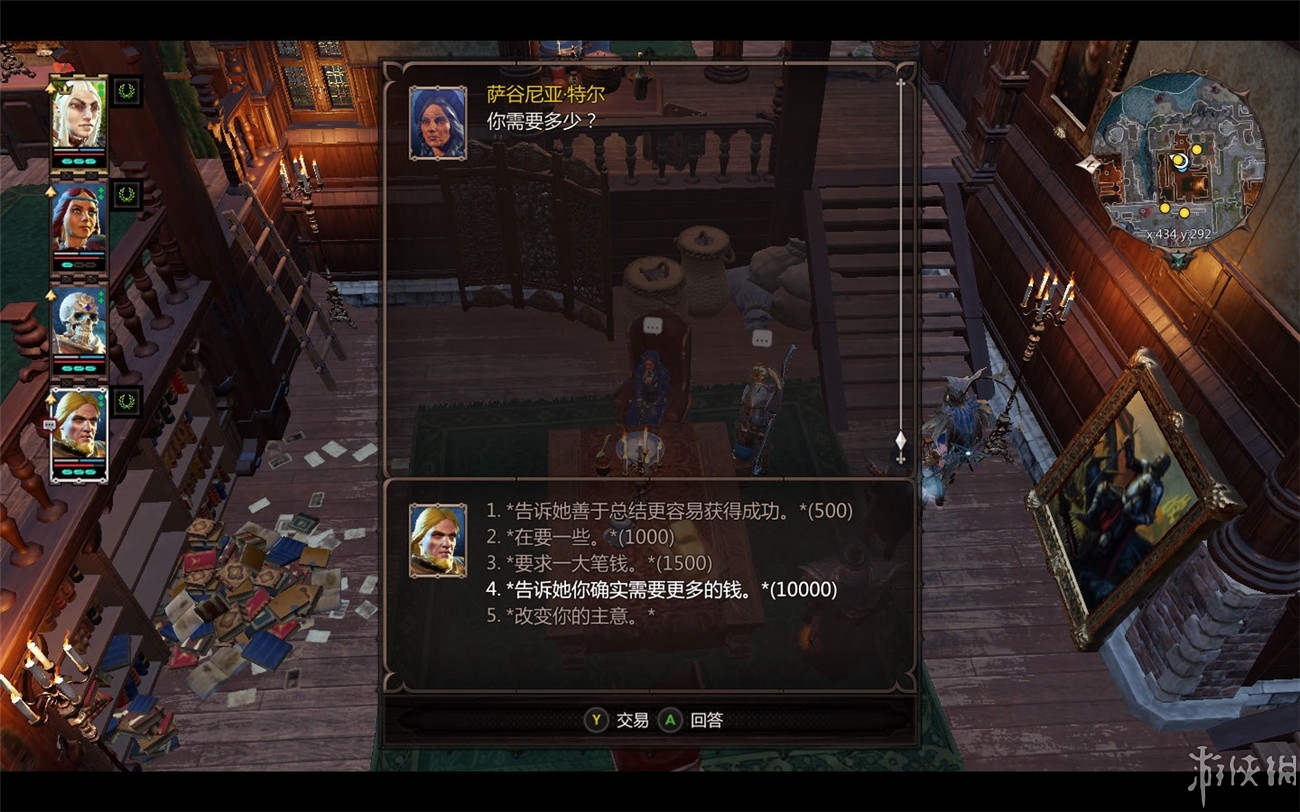 萨谷尼亚·特尔
你需要多少？
x:434 y:292
1. *告诉她善于总结更容易获得成功。*(500)
2. *在要一些。*(1000)
3. *要求一大笔钱。*(1500)
4. *告诉她你确实需要更多的钱。*(10000)
5. *改变你的主意。*
Y 交易 A 回答
游侠网